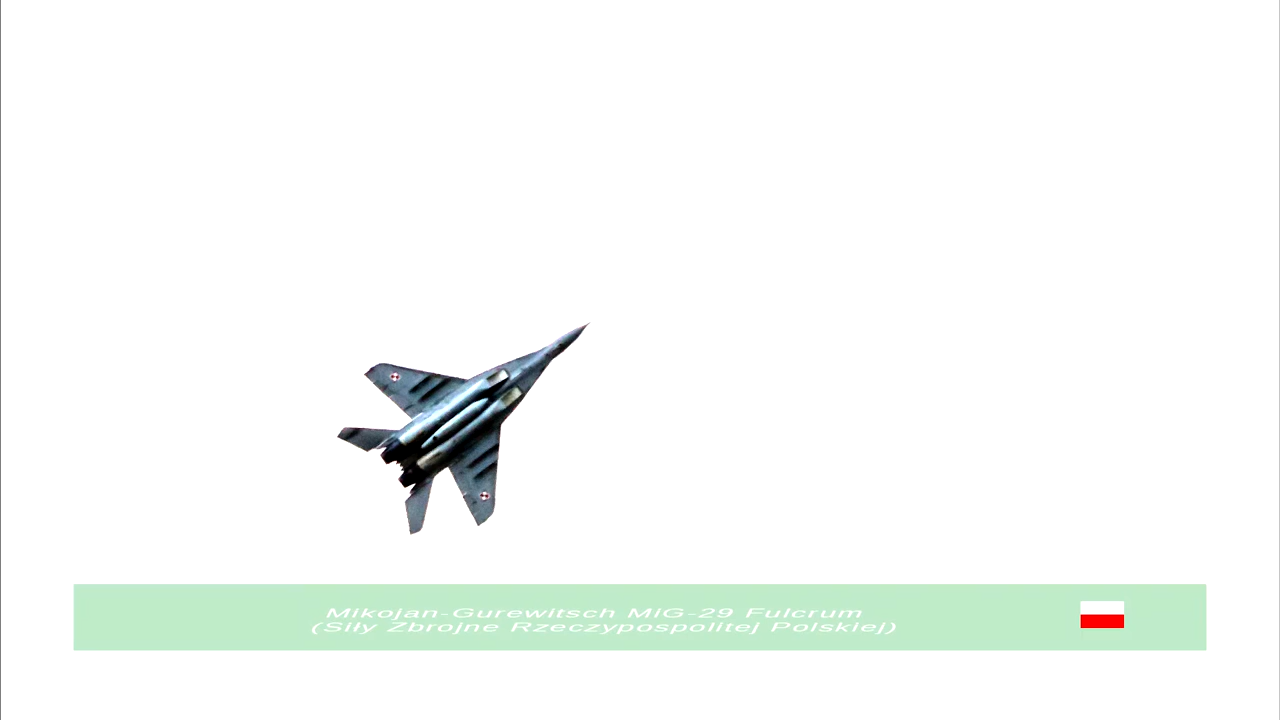 Mikojan-Gurewitsch MiG-29 Fulcrum
(Siły Zbrojne Rzeczypospolitej Polskiej)